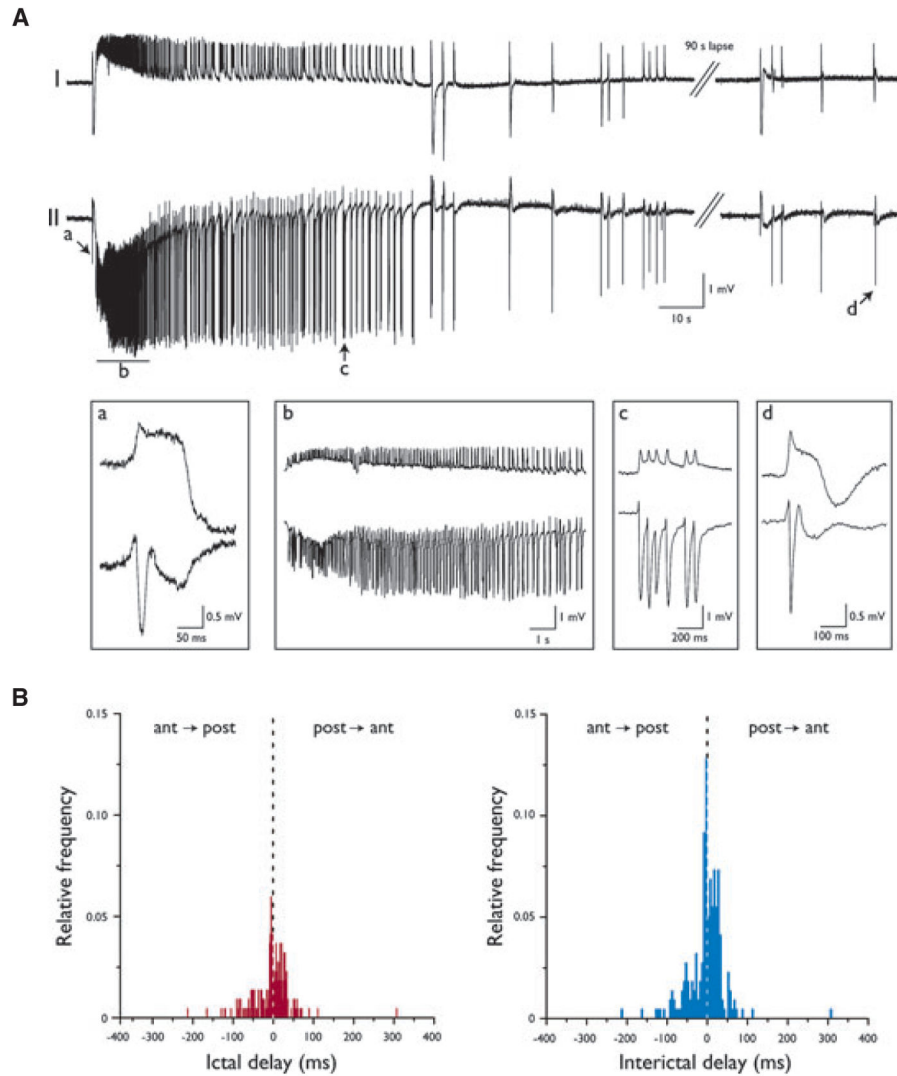 A
I
II
90 s lapse
a
b
c
d
1 mV
10 s
a
0.5 mV
50 ms
b
1 mV
1 s
c
1 mV
200 ms
d
0.5 mV
100 ms
B
0.15
0.10
0.05
0
ant → post
post → ant
Relative frequency
-400 -300 -200 -100 0 100 200 300 400
Ictal delay (ms)
0.15
0.10
0.05
0
ant → post
post → ant
Relative frequency
-400 -300 -200 -100 0 100 200 300 400
Interictal delay (ms)